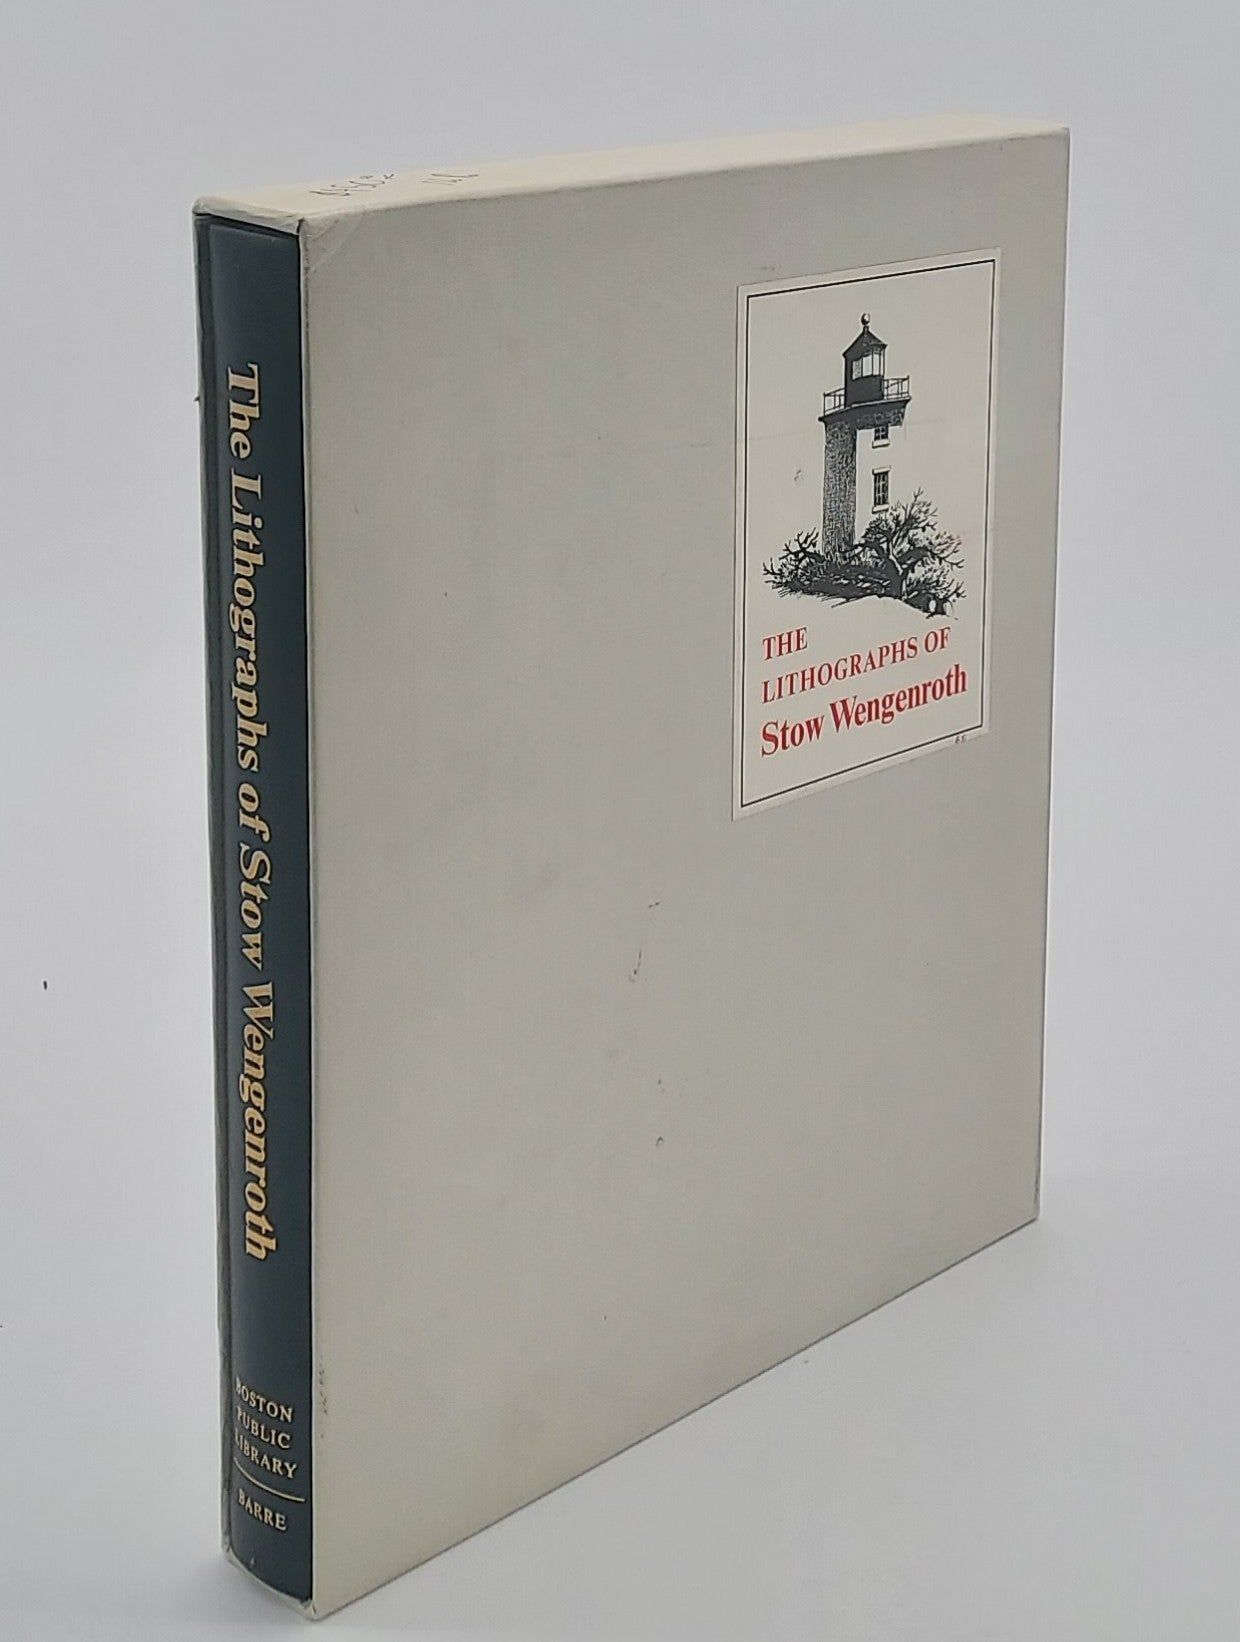 The Lithographs of Stow Wengenroth
BOSTON
PUBLIC
LIBRARY
BARRE
THE
LITHOGRAPHS OF
Stow Wengenroth